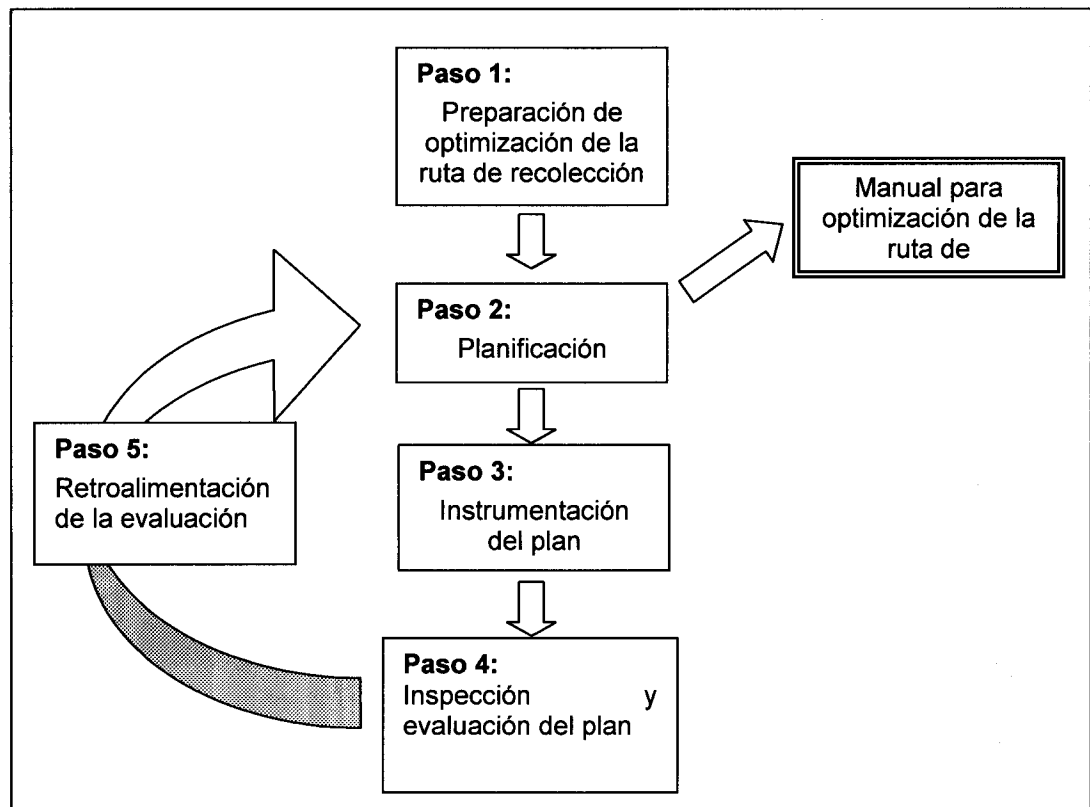 Paso 1:
Preparación de
optimización de la
ruta de recolección
Manual para
optimización de la
ruta de
Paso 2:
Planificación
Paso 5:
Retroalimentación
de la evaluación
Paso 3:
Instrumentación
del plan
Paso 4:
Inspección y
evaluación del plan